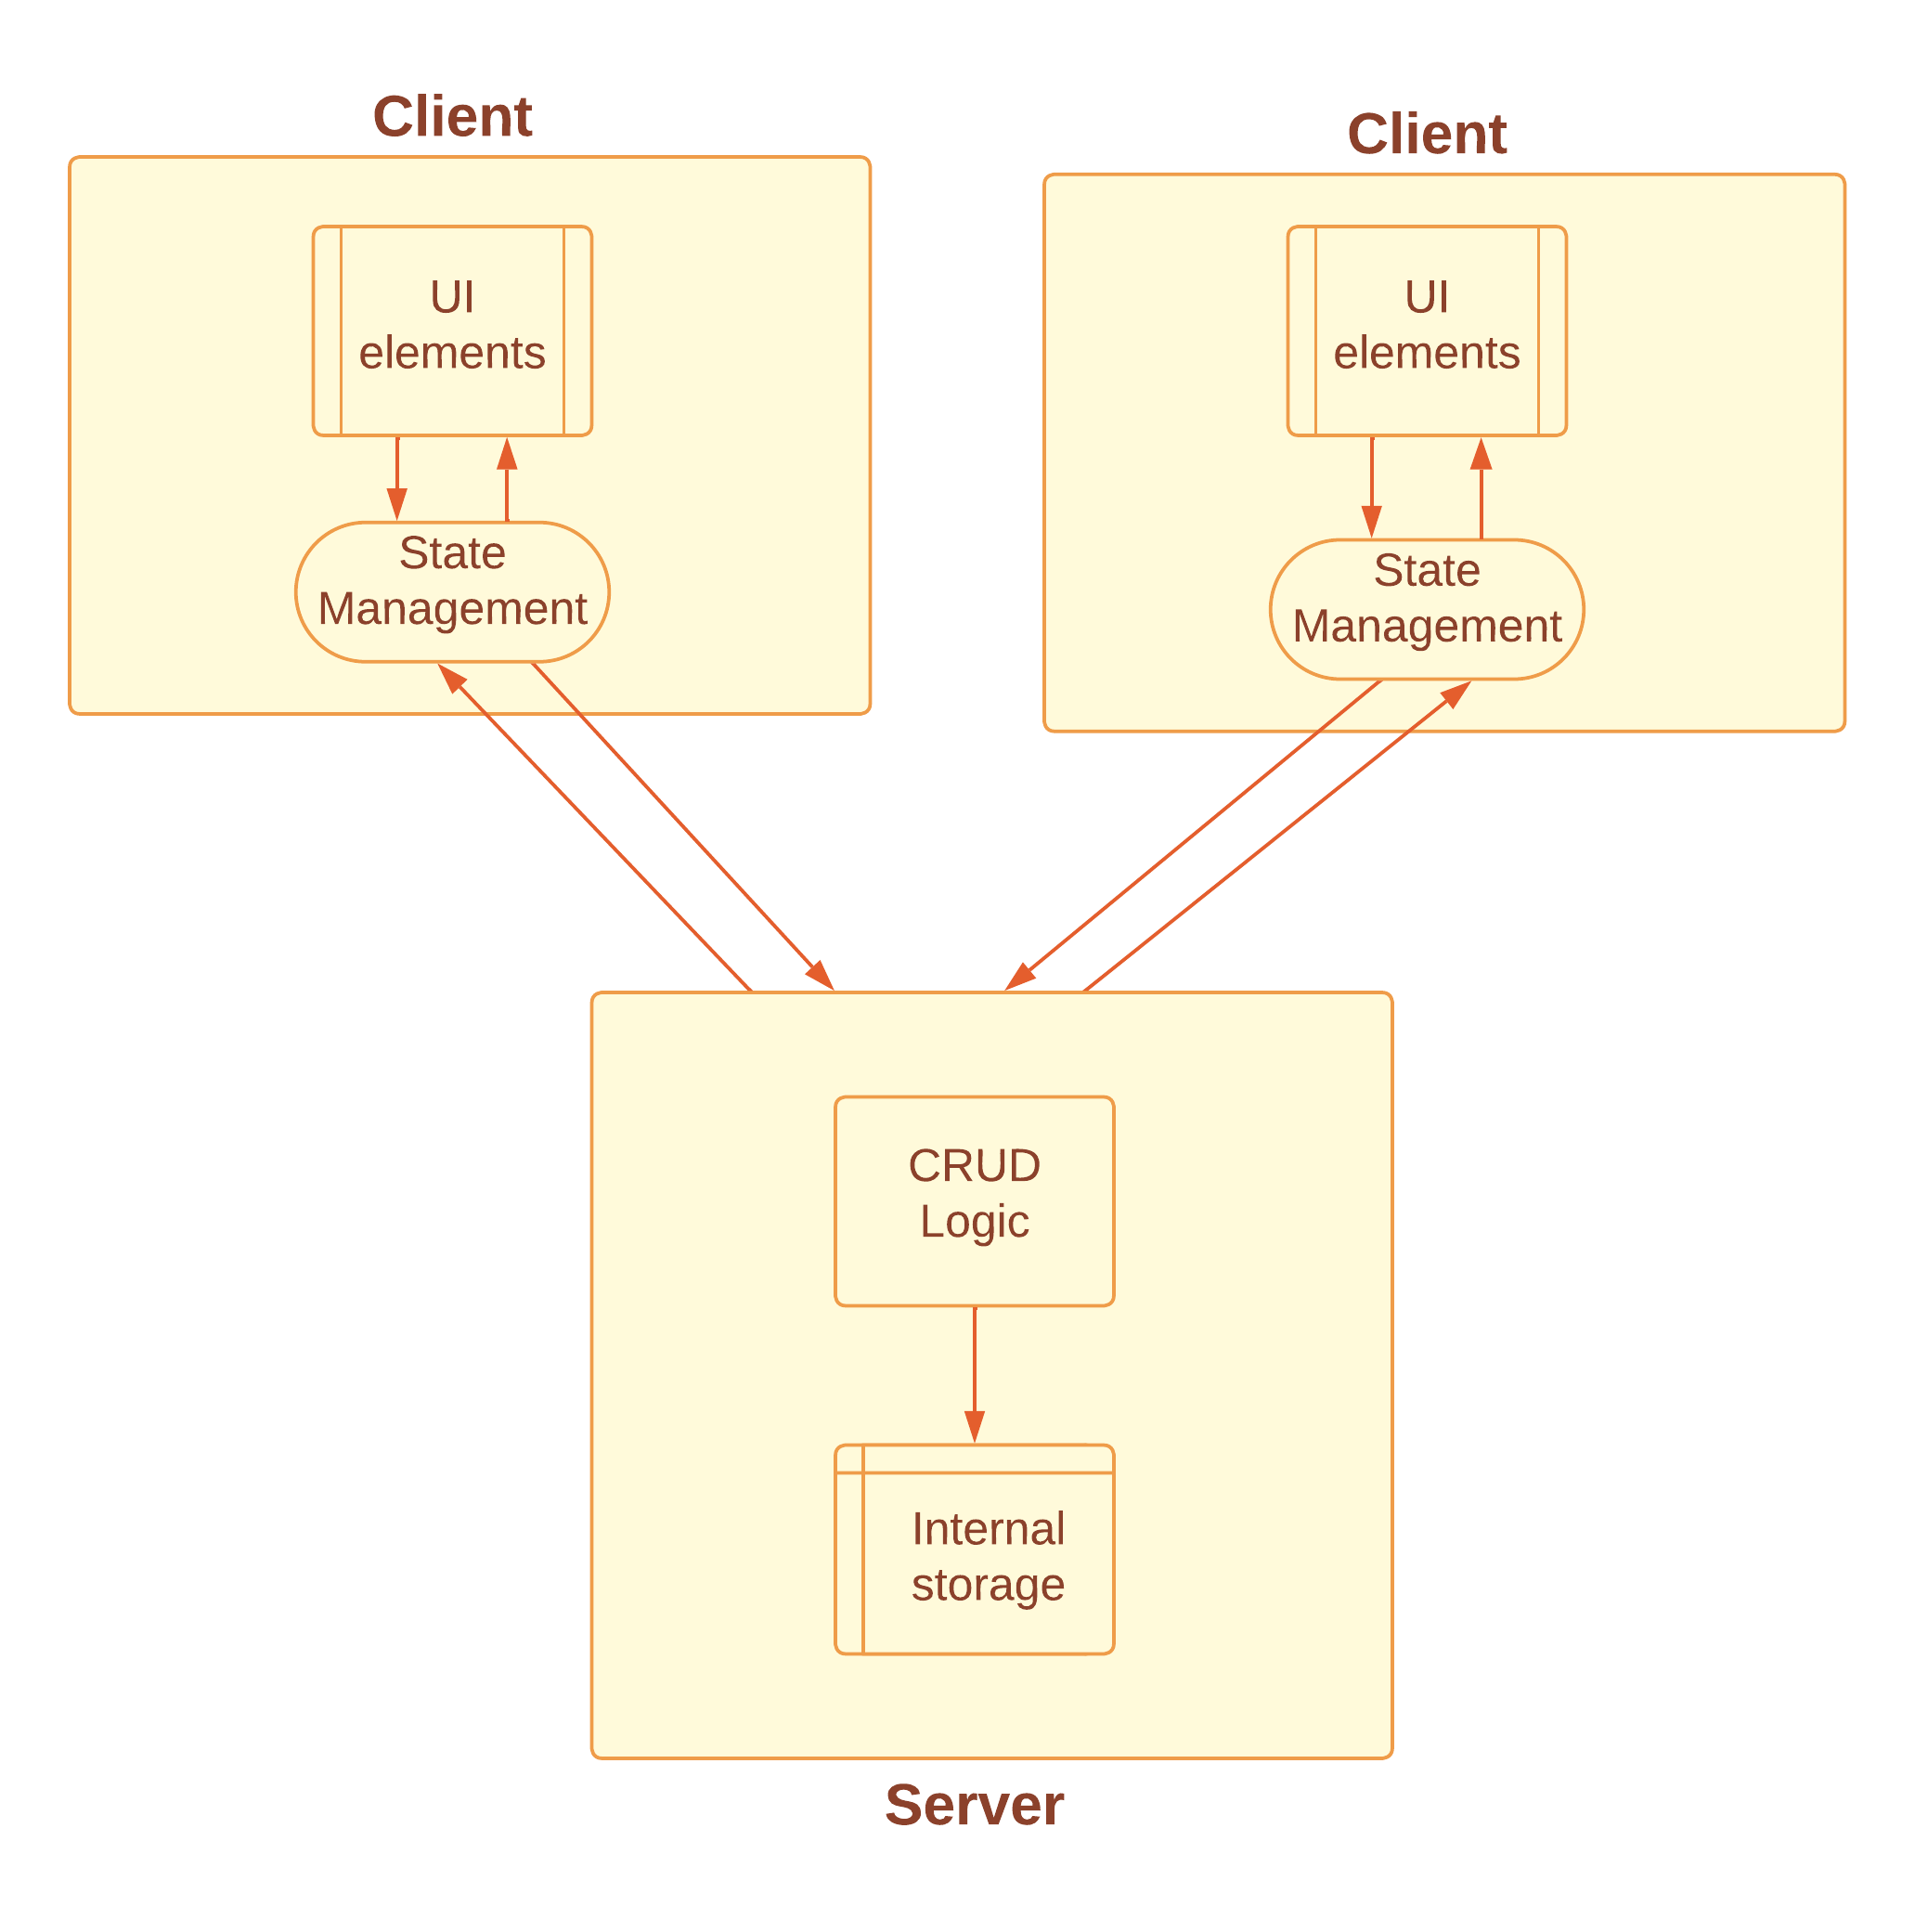 Client
UI
elements
State
Management
Client
UI
elements
State
Management
CRUD
Logic
Internal
storage
Server